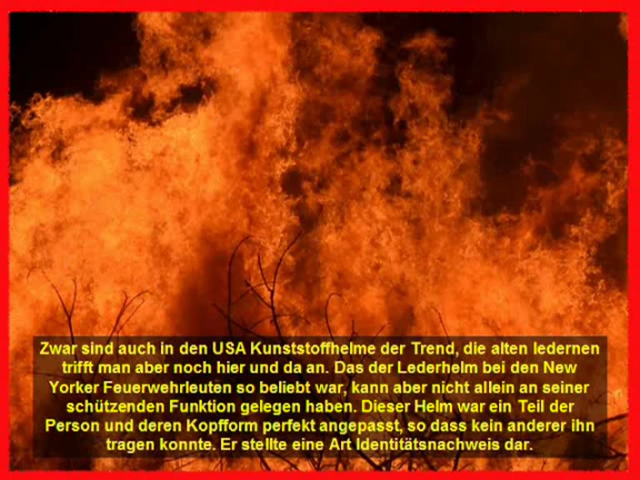 Zwar sind auch in den USA Kunststoffhelme der Trend, die alten ledernen
trifft man aber noch hier und da an. Das der Lederhelm bei den New
Yorker Feuerwehrleuten so beliebt war, kann aber nicht allein an seiner
schützenden Funktion gelegen haben. Dieser Helm war ein Teil der
Person und deren Kopfform perfekt angepasst, so dass kein anderer ihn
tragen konnte. Er stellte eine Art Identitätsnachweis dar.